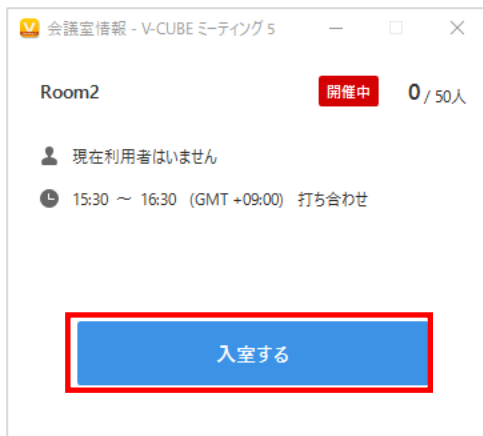 会議室情報 - V-CUBE ミーティング 5
Room2 開催中 0 / 50人
現在利用者はいません
15:30 ～ 16:30 (GMT +09:00) 打ち合わせ
入室する